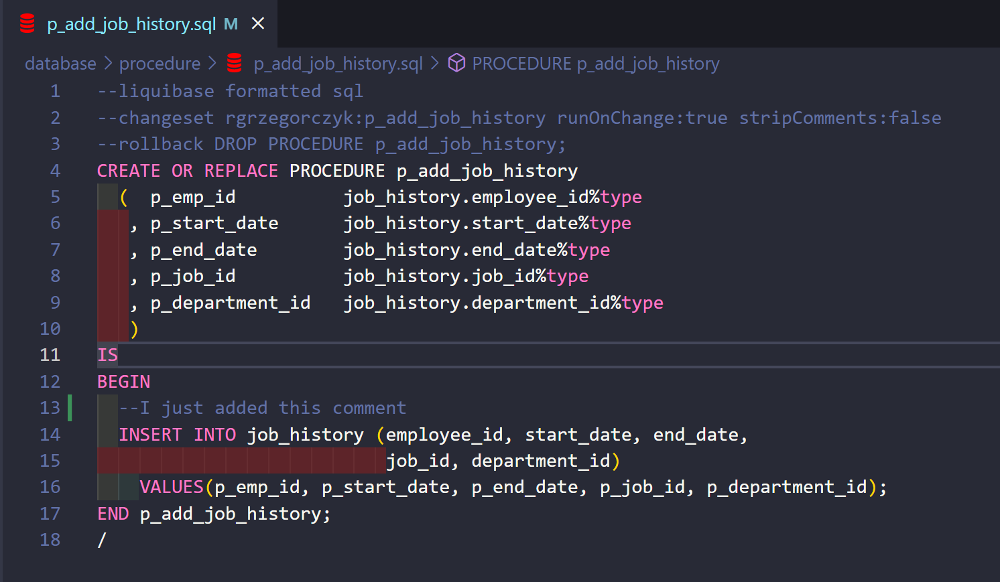 p_add_job_history.sql M
database > procedure > p_add_job_history.sql > PROCEDURE p_add_job_history
1 --liquibase formatted sql
2 --changeset rgrzegorczyk:p_add_job_history runOnChange:true stripComments:false
3 --rollback DROP PROCEDURE p_add_job_history;
4 CREATE OR REPLACE PROCEDURE p_add_job_history
5   (  p_emp_id          job_history.employee_id%type
6    , p_start_date      job_history.start_date%type
7    , p_end_date        job_history.end_date%type
8    , p_job_id          job_history.job_id%type
9    , p_department_id   job_history.department_id%type
10    )
11 IS
12 BEGIN
13   --I just added this comment
14   INSERT INTO job_history (employee_id, start_date, end_date,
15                            job_id, department_id)
16     VALUES(p_emp_id, p_start_date, p_end_date, p_job_id, p_department_id);
17 END p_add_job_history;
18 /